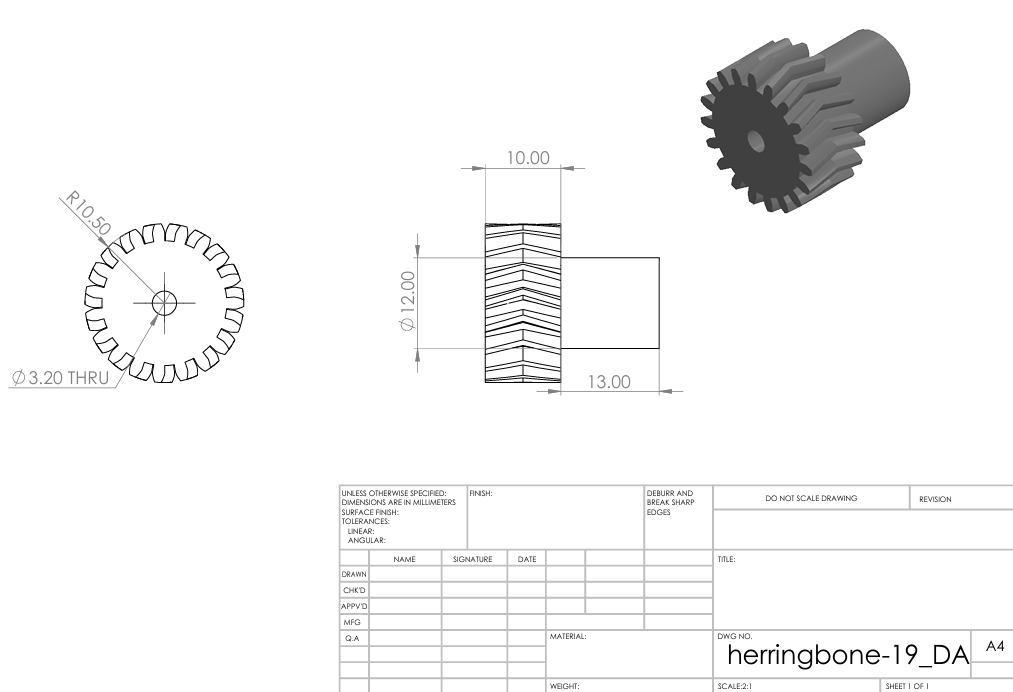 10.00
R10.50
Ø12.00
Ø3.20 THRU
13.00
UNLESS OTHERWISE SPECIFIED:
DIMENSIONS ARE IN MILLIMETERS
SURFACE FINISH:
TOLERANCES:
LINEAR:
ANGULAR:
FINISH:
DEBURR AND
BREAK SHARP
EDGES
DO NOT SCALE DRAWING
REVISION
NAME
SIGNATURE
DATE
TITLE:
DRAWN
CHK'D
APPV'D
MFG
Q.A
MATERIAL:
DWG NO.
herringbone-19_DA
A4
WEIGHT:
SCALE:2:1
SHEET 1 OF 1